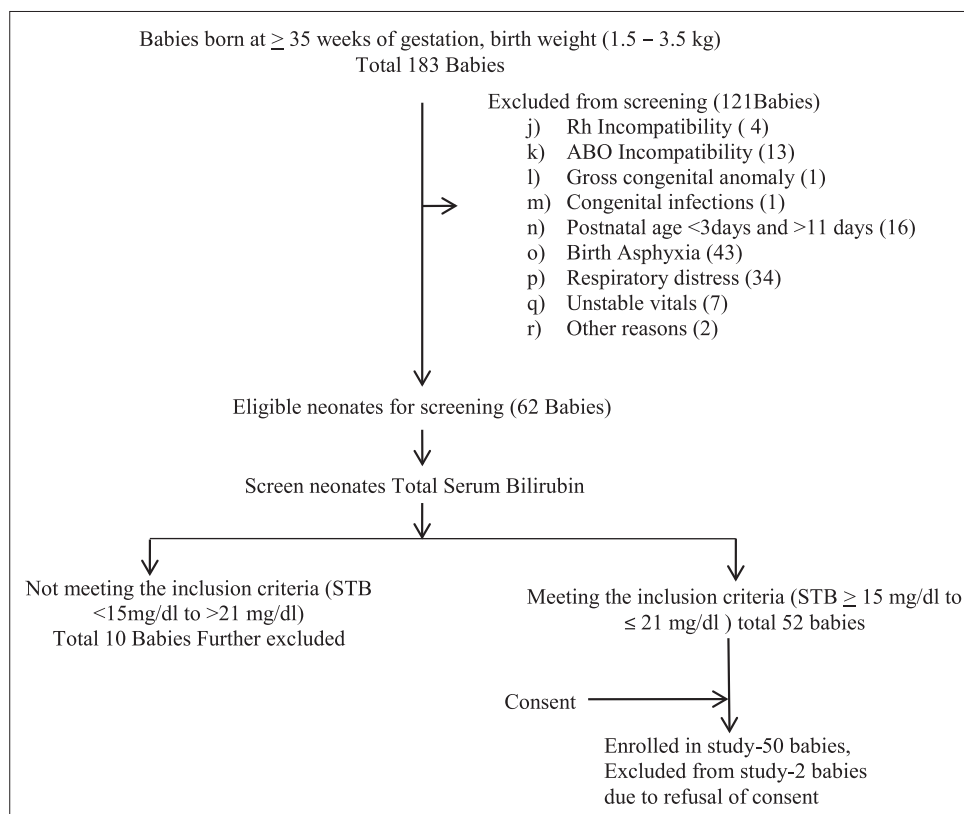 Babies born at ≥ 35 weeks of gestation, birth weight (1.5 – 3.5 kg)
Total 183 Babies
Excluded from screening (121Babies)
j) Rh Incompatibility ( 4)
k) ABO Incompatibility (13)
l) Gross congenital anomaly (1)
m) Congenital infections (1)
n) Postnatal age <3days and >11 days (16)
o) Birth Asphyxia (43)
p) Respiratory distress (34)
q) Unstable vitals (7)
r) Other reasons (2)
Eligible neonates for screening (62 Babies)
Screen neonates Total Serum Bilirubin
Not meeting the inclusion criteria (STB
<15mg/dl to >21 mg/dl)
Total 10 Babies Further excluded
Meeting the inclusion criteria (STB ≥ 15 mg/dl to
≤ 21 mg/dl ) total 52 babies
Consent
Enrolled in study-50 babies,
Excluded from study-2 babies
due to refusal of consent